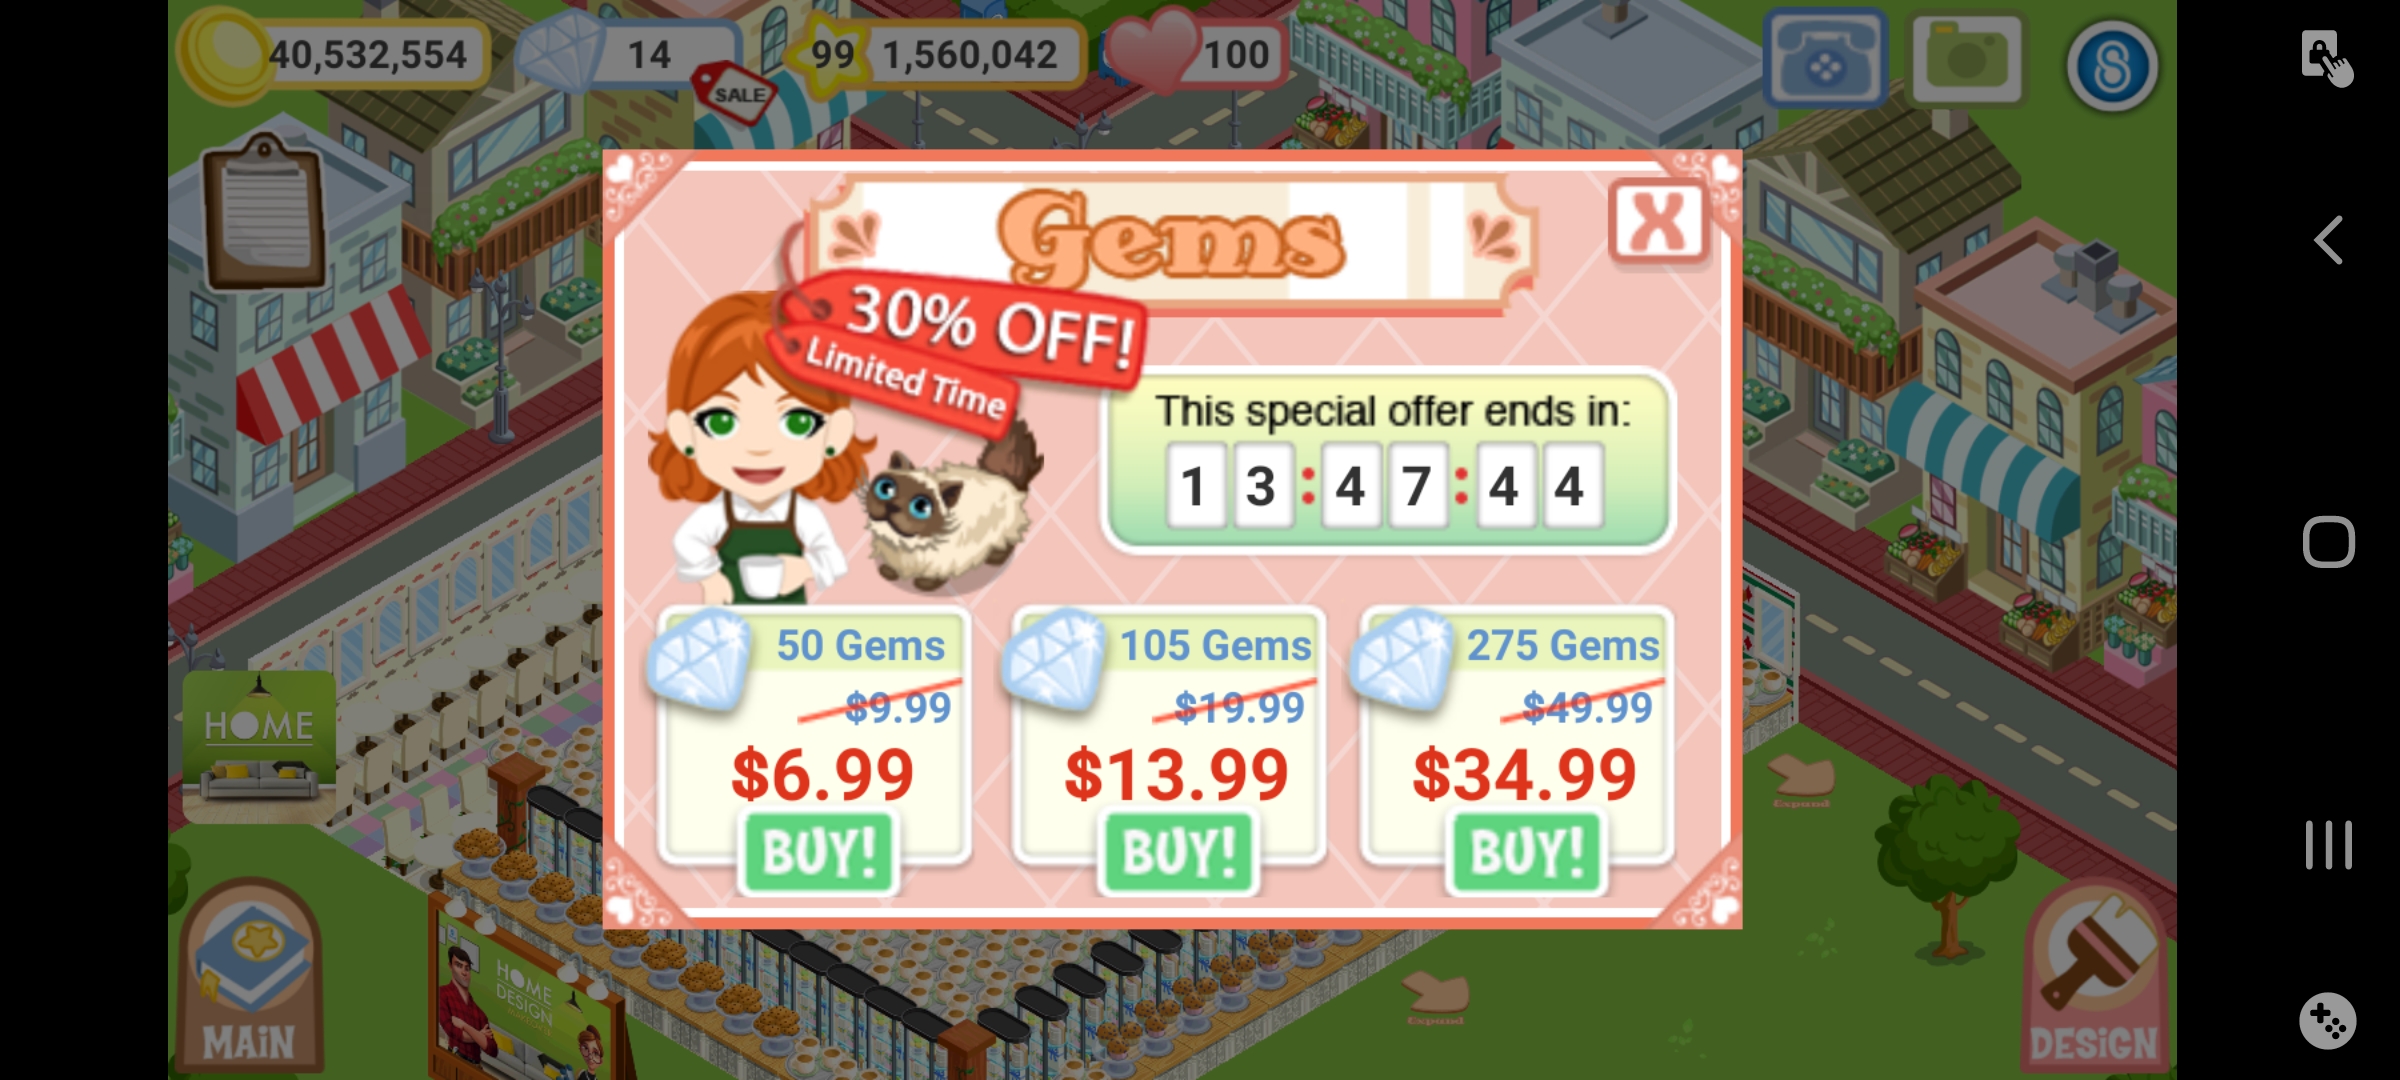 40,532,554
14
99
1,560,042
100
SALE
Gems
X
30% OFF!
Limited Time
This special offer ends in:
13:47:44
50 Gems
$9.99
$6.99
BUY!
105 Gems
$19.99
$13.99
BUY!
275 Gems
$49.99
$34.99
BUY!
HOME
Expand
Expand
MAiN
HOME
DESIGN
DESiGN